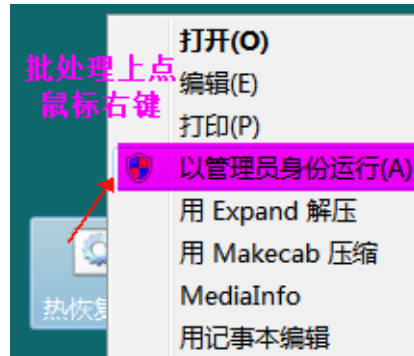 批处理上点
鼠标右键
打开(O)
编辑(E)
打印(P)
以管理员身份运行(A)
用 Expand 解压
用 Makecab 压缩
MediaInfo
用记事本编辑
热恢复